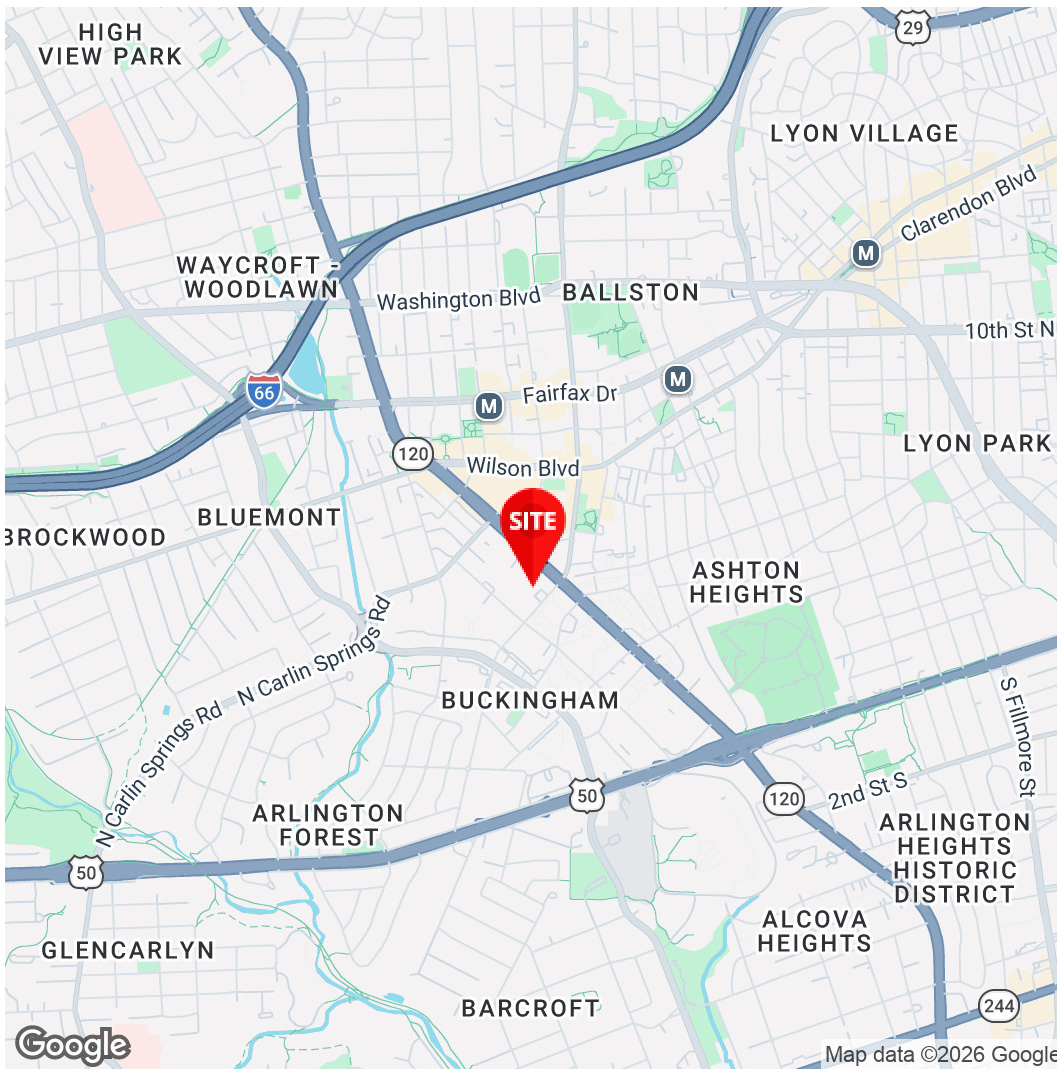 HIGH
VIEW PARK
29
LYON VILLAGE
Clarendon Blvd
M
WAYCROFT -
WOODLAWN
Washington Blvd
BALLSTON
10th St N
66
M
Fairfax Dr
M
120
Wilson Blvd
LYON PARK
BLUEMONT
SITE
BROCKWOOD
ASHTON
HEIGHTS
N Carlin Springs Rd
N Carlin Springs Rd
BUCKINGHAM
S Fillmore St
50
120
2nd St S
ARLINGTON
FOREST
ARLINGTON
HEIGHTS
HISTORIC
DISTRICT
50
ALCOVA
HEIGHTS
GLENCARLYN
BARCROFT
244
Google
Map data ©2026 Google